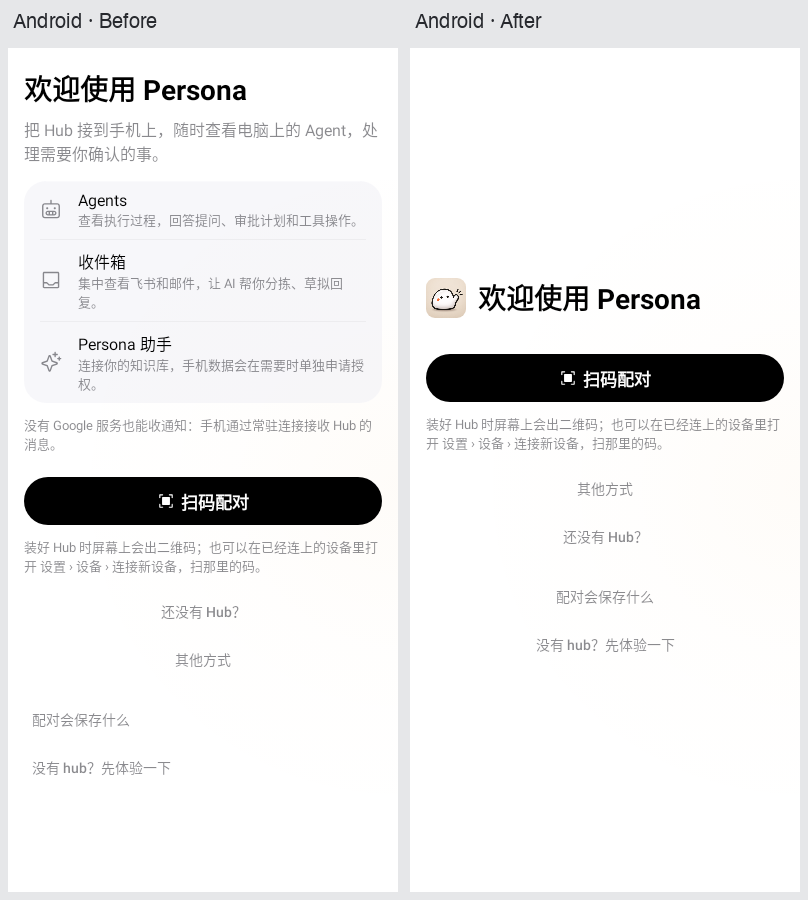 Android · Before
欢迎使用 Persona
把 Hub 接到手机上，随时查看电脑上的 Agent，处
理需要你确认的事。
Agents
查看执行过程，回答提问、审批计划和工具操作。
收件箱
集中查看飞书和邮件，让 AI 帮你分拣、草拟回
复。
Persona 助手
连接你的知识库，手机数据会在需要时单独申请授
权。
没有 Google 服务也能收通知：手机通过常驻连接接收 Hub 的
消息。
扫码配对
装好 Hub 时屏幕上会出二维码；也可以在已经连上的设备里打
开 设置 › 设备 › 连接新设备，扫那里的码。
还没有 Hub？
其他方式
配对会保存什么
没有 hub？先体验一下
Android · After
欢迎使用 Persona
扫码配对
装好 Hub 时屏幕上会出二维码；也可以在已经连上的设备里打
开 设置 › 设备 › 连接新设备，扫那里的码。
其他方式
还没有 Hub？
配对会保存什么
没有 hub？先体验一下